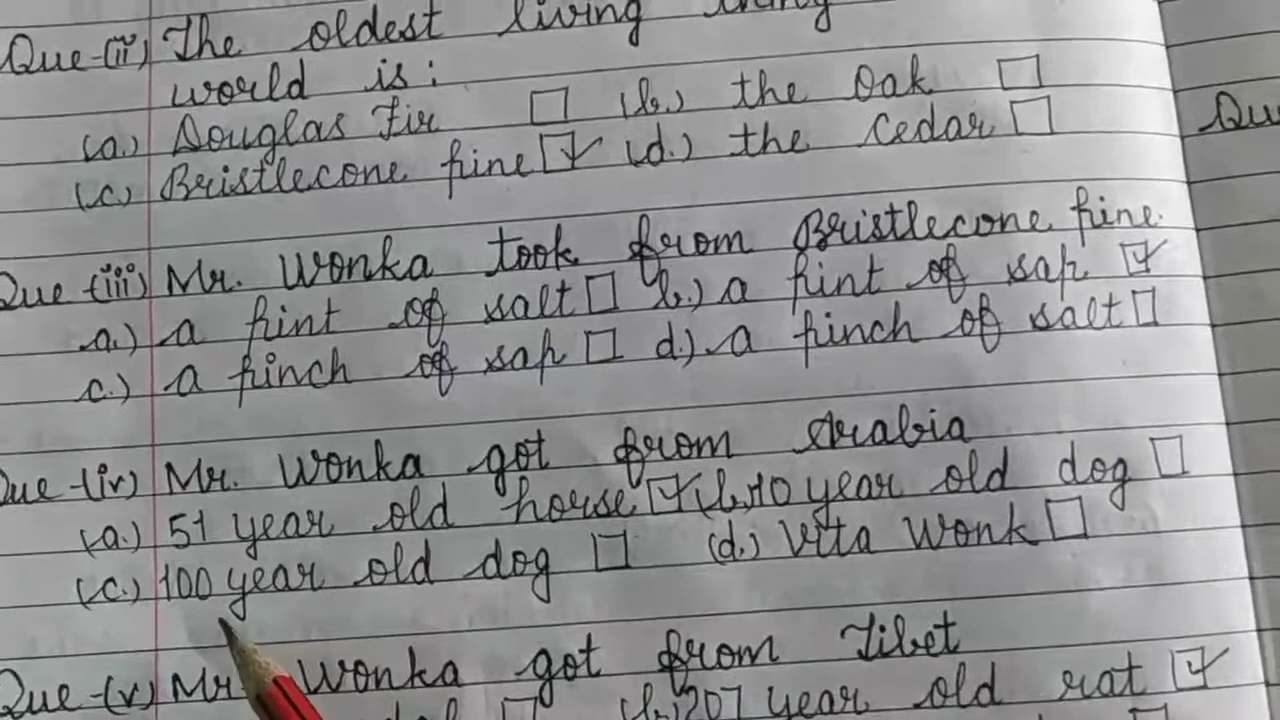 Que-(ii) The oldest living thing
world is:
(a.) Douglas Fir □ (b.) the Oak □
(c.) Bristlecone pine ☑ (d.) the Cedar □
Que-(iii) Mr. Wonka took from Bristlecone pine.
a.) a pint of salt □ b.) a pint of sap ☑
c.) a pinch of sap □ d.) a pinch of salt □
Que-(iv) Mr. Wonka got from Arabia
(a.) 51 year old horse ☑ (b.) 10 year old dog □
(c.) 100 year old dog □ (d.) Vita Wonk □
Que-(v) Mr. Wonka got from Tibet
□ (b.) 207 year old rat ☑
Qu